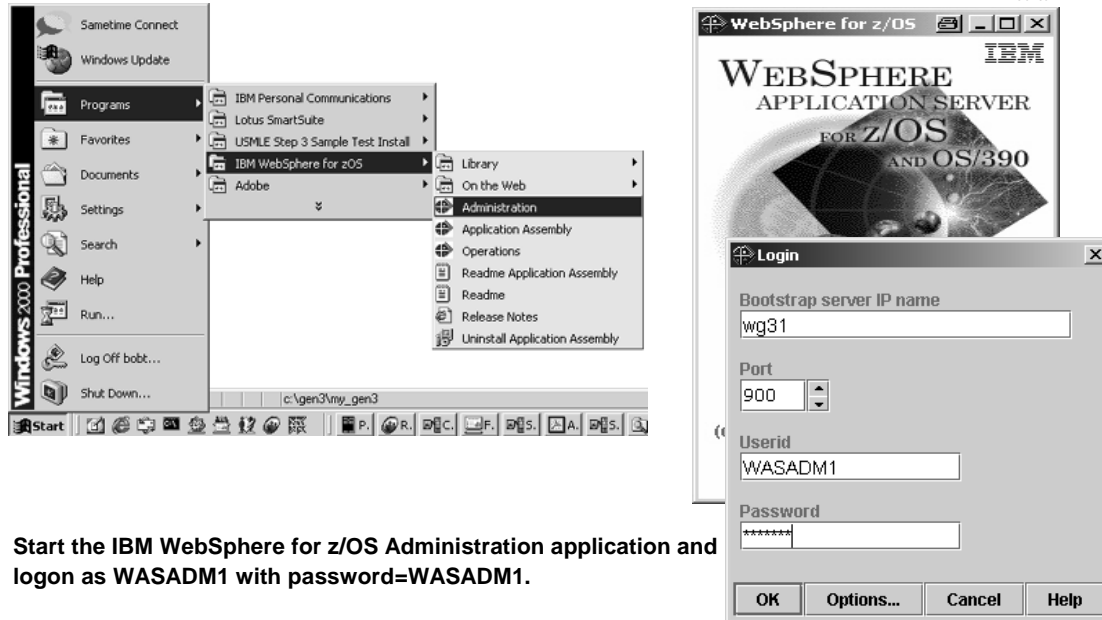 Sametime Connect
Windows Update
Programs
Favorites
Documents
Settings
Search
Help
Run...
Log Off bobt...
Shut Down...
Windows 2000 Professional
IBM Personal Communications
Lotus SmartSuite
USMLE Step 3 Sample Test Install
IBM WebSphere for zOS
Adobe
Library
On the Web
Administration
Application Assembly
Operations
Readme Application Assembly
Readme
Release Notes
Uninstall Application Assembly
c:\gen3\my_gen3
Start
P.
R.
C.
F.
S.
A.
S.
WebSphere for z/OS
IBM
WEBSPHERE
APPLICATION SERVER
FOR z/OS
AND OS/390
Login
Bootstrap server IP name
wg31
Port
900
Userid
WASADM1
Password
*******
OK Options... Cancel Help
Start the IBM WebSphere for z/OS Administration application and
logon as WASADM1 with password=WASADM1.